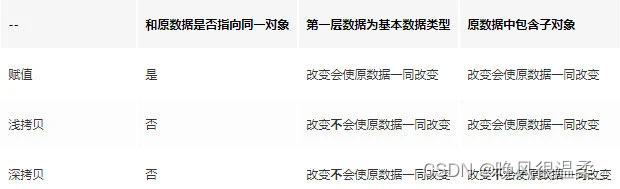 -- 和原数据是否指向同一对象 第一层数据为基本数据类型 原数据中包含子对象
赋值 是 改变会使原数据一同改变 改变会使原数据一同改变
浅拷贝 否 改变不会使原数据一同改变 改变会使原数据一同改变
深拷贝 否 改变不会使原数据一同改变 改变不会使原数据一同改变
CSDN @晚风很温柔